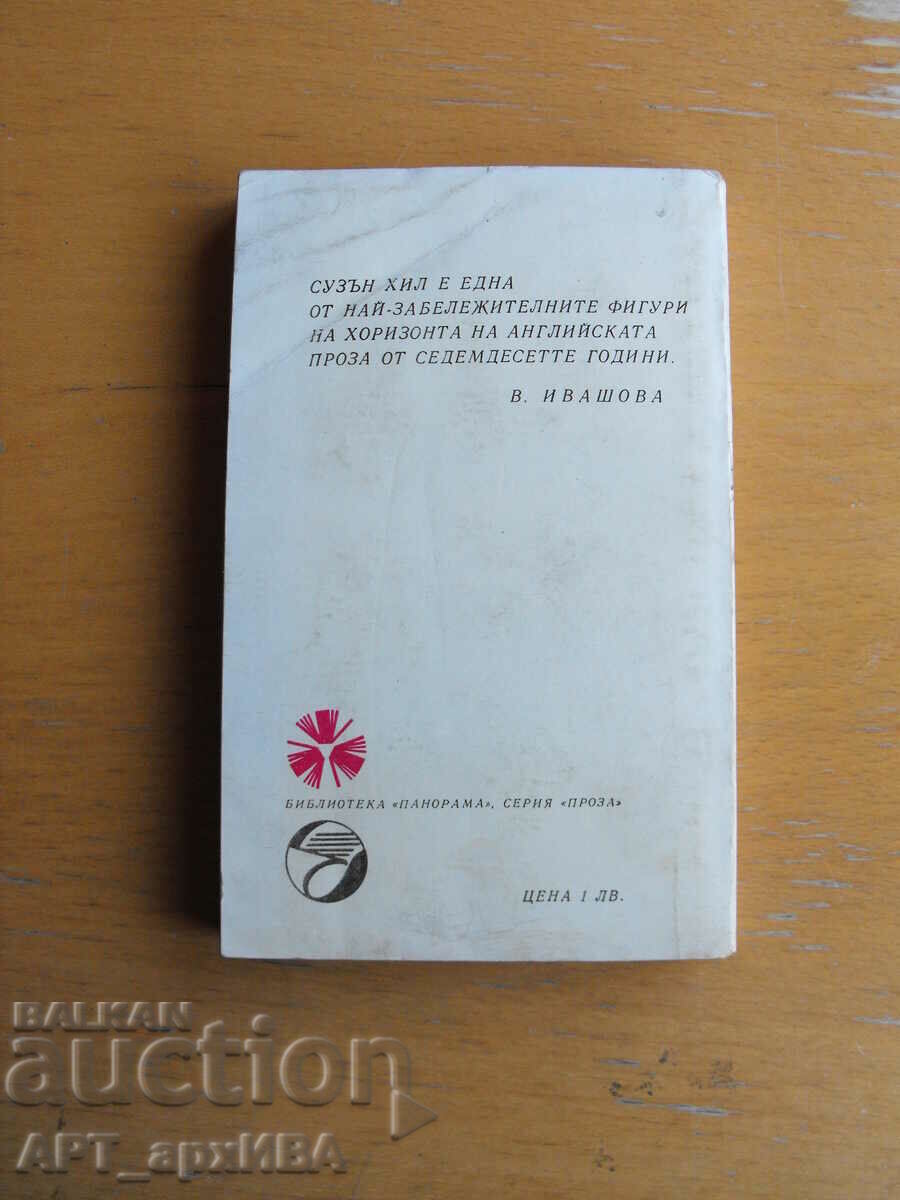 СУЗЪН ХИЛ Е ЕДНА
ОТ НАЙ-ЗАБЕЛЕЖИТЕЛНИТЕ ФИГУРИ
НА ХОРИЗОНТА НА АНГЛИЙСКАТА
ПРОЗА ОТ СЕДЕМДЕСЕТТЕ ГОДИНИ.
В. ИВАШОВА
БИБЛИОТЕКА «ПАНОРАМА», СЕРИЯ «ПРОЗА»
ЦЕНА 1 ЛВ.
BALKAN
auction
АРТ_архИВА